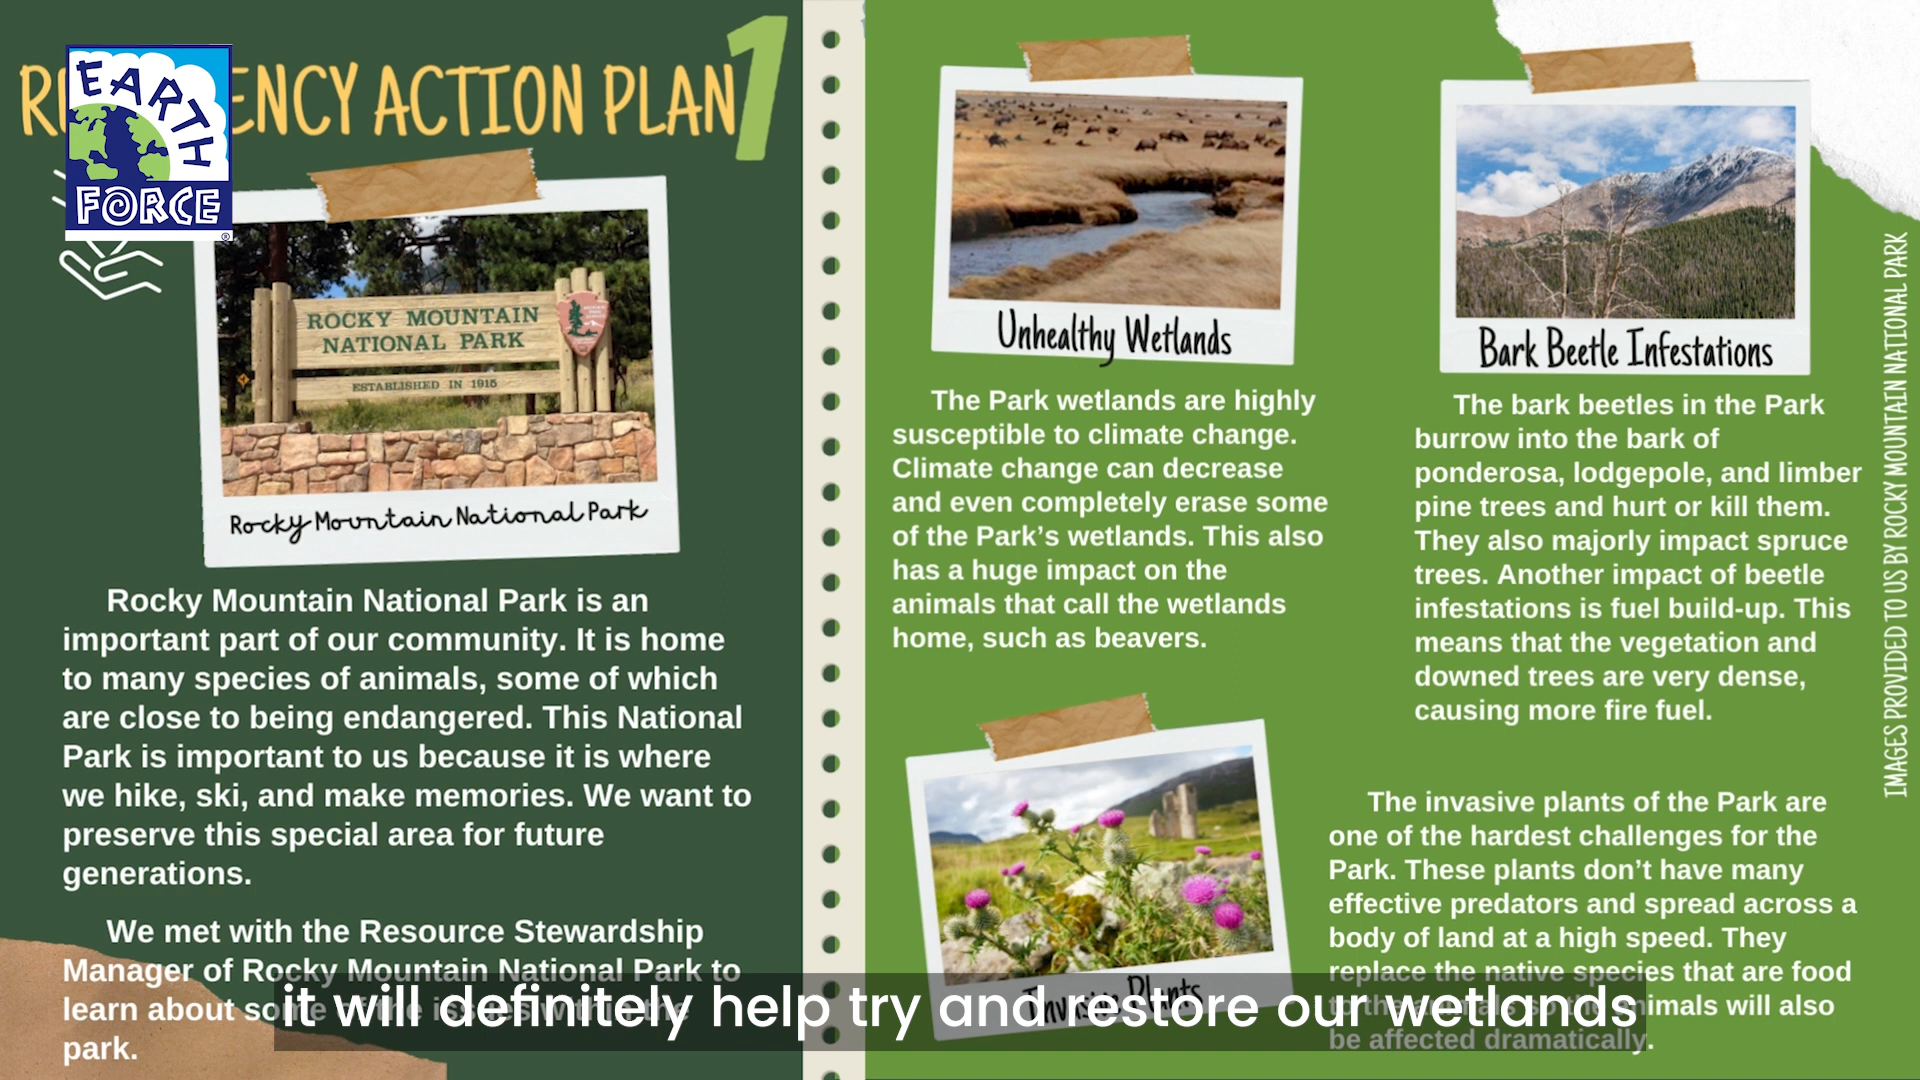 EARTH
FORCE
®
ENCY ACTION PLAN
1
ROCKY MOUNTAIN
NATIONAL PARK
ESTABLISHED IN 1915
Rocky Mountain National Park
Rocky Mountain National Park is an
important part of our community. It is home
to many species of animals, some of which
are close to being endangered. This National
Park is important to us because it is where
we hike, ski, and make memories. We want to
preserve this special area for future
generations.
We met with the Resource Stewardship
Manager of Rocky Mountain National Park to
learn about some of the issues within the
park.
Unhealthy Wetlands
The Park wetlands are highly
susceptible to climate change.
Climate change can decrease
and even completely erase some
of the Park's wetlands. This also
has a huge impact on the
animals that call the wetlands
home, such as beavers.
Bark Beetle Infestations
The bark beetles in the Park
burrow into the bark of
ponderosa, lodgepole, and limber
pine trees and hurt or kill them.
They also majorly impact spruce
trees. Another impact of beetle
infestations is fuel build-up. This
means that the vegetation and
downed trees are very dense,
causing more fire fuel.
Invasive Plants
The invasive plants of the Park are
one of the hardest challenges for the
Park. These plants don't have many
effective predators and spread across a
body of land at a high speed. They
replace the native species that are food
to the animals will also
be affected dramatically.
IMAGES PROVIDED TO US BY ROCKY MOUNTAIN NATIONAL PARK
it will definitely help try and restore our wetlands